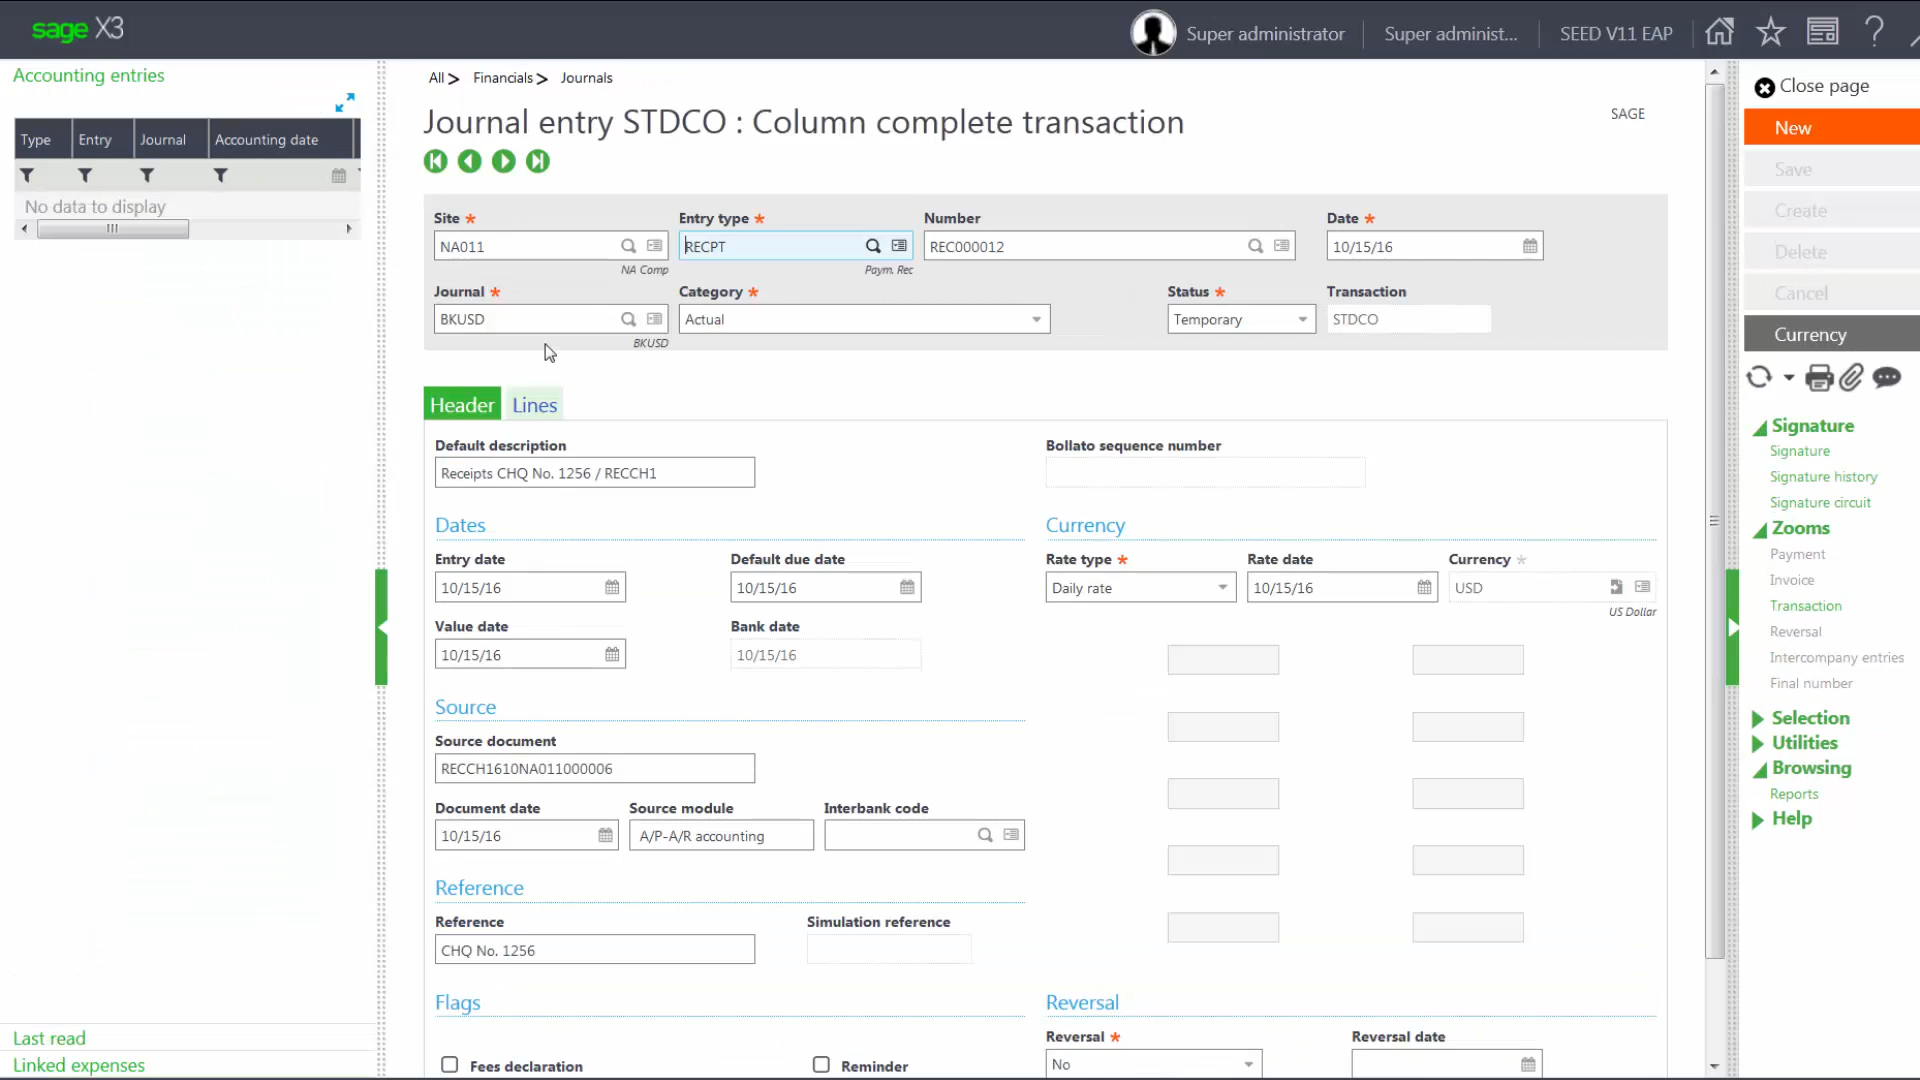 sage X3
Super administrator
Super administ...
SEED V11 EAP
Accounting entries
Type Entry Journal Accounting date
No data to display
Last read
Linked expenses
All > Financials > Journals
Journal entry STDCO : Column complete transaction
SAGE
Site * Entry type * Number Date *
NA011 RECPT REC000012 10/15/16
NA Comp Paym. Rec
Journal * Category * Status * Transaction
BKUSD Actual Temporary STDCO
BKUSD
Header Lines
Default description Bollato sequence number
Receipts CHQ No. 1256 / RECCH1
Dates
Entry date Default due date
10/15/16 10/15/16
Value date Bank date
10/15/16 10/15/16
Currency
Rate type * Rate date Currency *
Daily rate 10/15/16 USD
US Dollar
Source
Source document
RECCH1610NA011000006
Document date Source module Interbank code
10/15/16 A/P-A/R accounting
Reference
Reference Simulation reference
CHQ No. 1256
Flags
Fees declaration Reminder
Reversal
Reversal * Reversal date
No
Close page
New
Save
Create
Delete
Cancel
Currency
Signature
Signature
Signature history
Signature circuit
Zooms
Payment
Invoice
Transaction
Reversal
Intercompany entries
Final number
Selection
Utilities
Browsing
Reports
Help